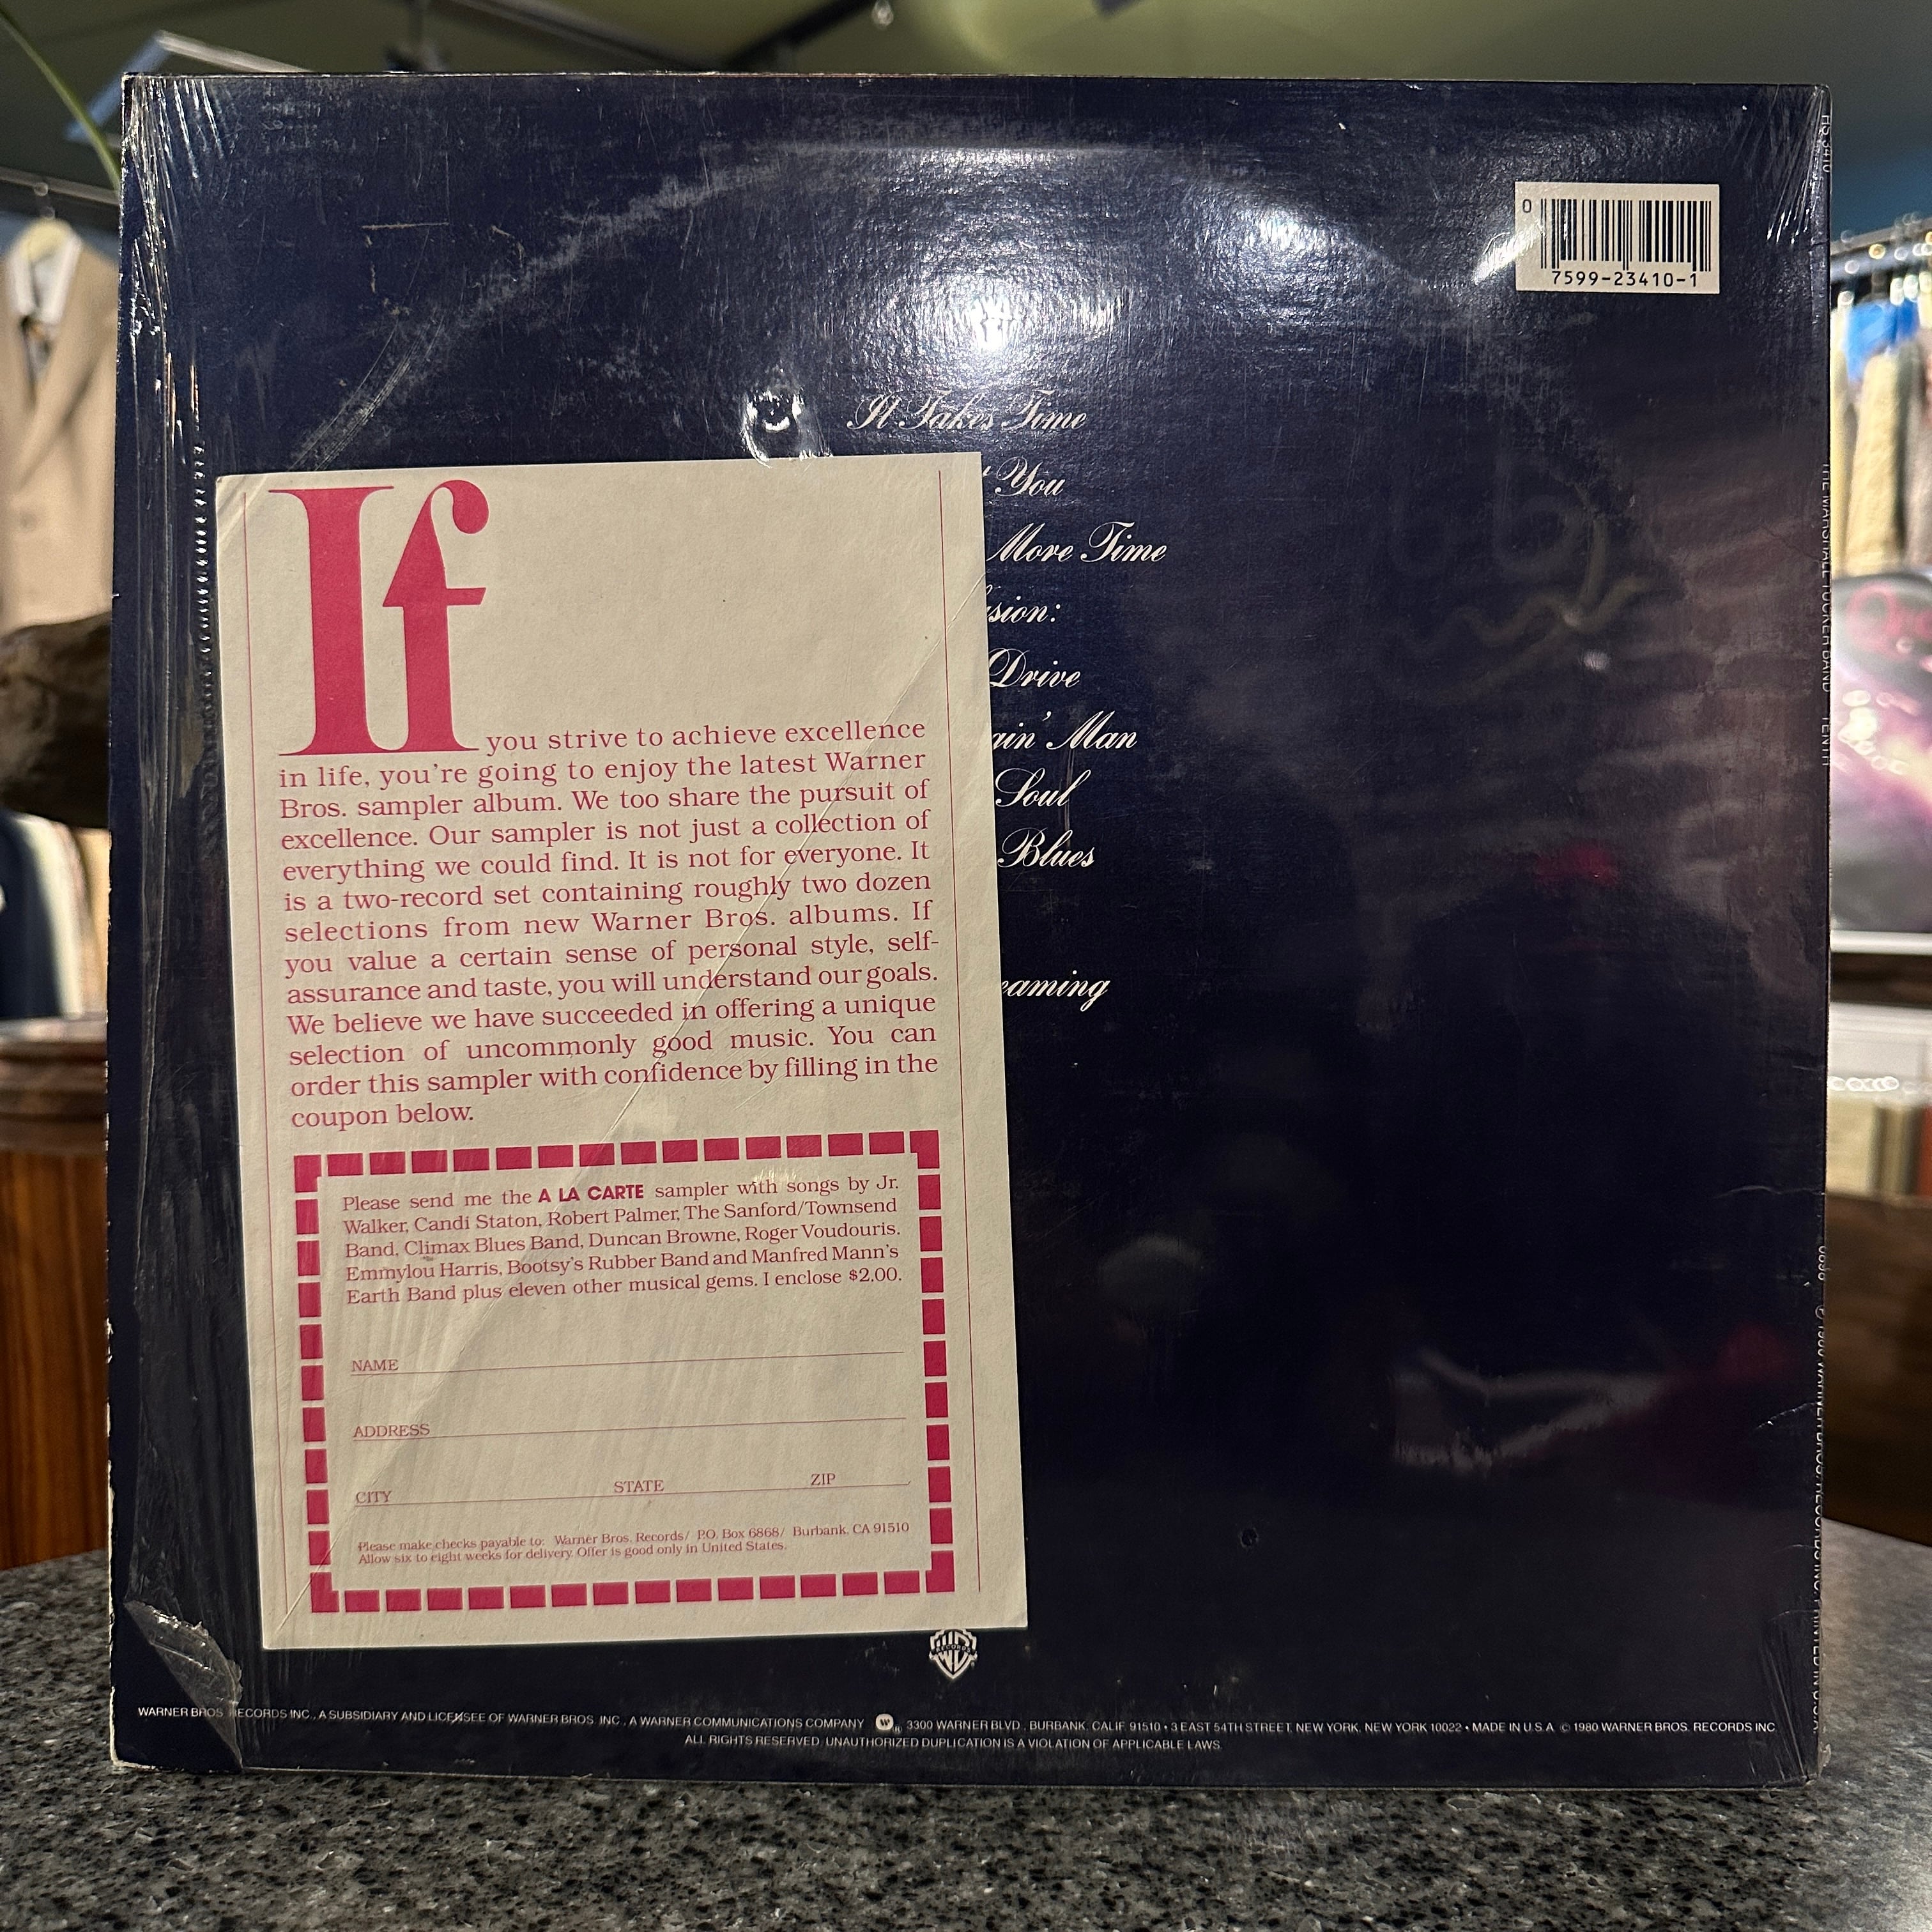 0
7599-23410-1
It Takes Time
You
More Time
Drive
Man
Soul
Blues
If
you strive to achieve excellence
in life, you're going to enjoy the latest Warner
Bros. sampler album. We too share the pursuit of
excellence. Our sampler is not just a collection of
everything we could find. It is not for everyone. It
is a two-record set containing roughly two dozen
selections from new Warner Bros. albums. If
you value a certain sense of personal style, self-
assurance and taste, you will understand our goals.
We believe we have succeeded in offering a unique
selection of uncommonly good music. You can
order this sampler with confidence by filling in the
coupon below.
Please send me the A LA CARTE sampler with songs by Jr.
Walker, Candi Staton, Robert Palmer, The Sanford/Townsend
Band, Climax Blues Band, Duncan Browne, Roger Voudouris.
Emmylou Harris, Bootsy's Rubber Band and Manfred Mann's
Earth Band plus eleven other musical gems. I enclose $2.00.
NAME
ADDRESS
CITY STATE ZIP
Please make checks payable to: Warner Bros. Records/ P.O. Box 6868/ Burbank, CA 91510
Allow six to eight weeks for delivery. Offer is good only in United States.
WARNER BROS. RECORDS INC., A SUBSIDIARY AND LICENSEE OF WARNER BROS. INC., A WARNER COMMUNICATIONS COMPANY 3300 WARNER BLVD., BURBANK, CALIF. 91510 • 3 EAST 54TH STREET, NEW YORK, NEW YORK 10022 • MADE IN U.S.A. © 1980 WARNER BROS. RECORDS INC.
ALL RIGHTS RESERVED. UNAUTHORIZED DUPLICATION IS A VIOLATION OF APPLICABLE LAWS.
THE MARSHALL TUCKER BAND TENTH